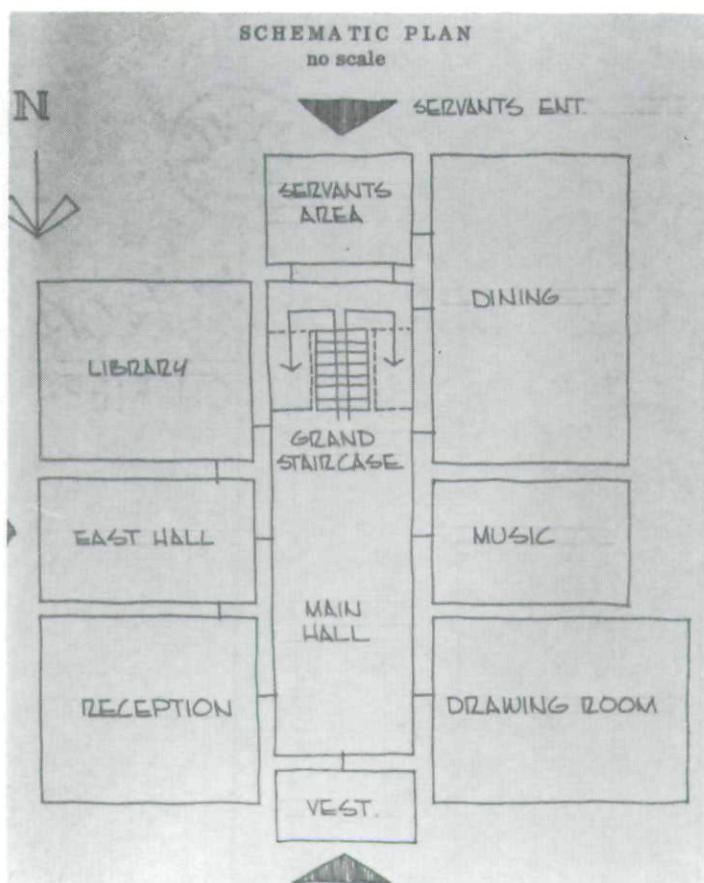 SCHEMATIC PLAN
no scale
N
SERVANTS ENT.
SERVANTS
AREA
DINING
LIBRARY
GRAND
STAIRCASE
EAST HALL
MUSIC
MAIN
HALL
RECEPTION
DRAWING ROOM
VEST.